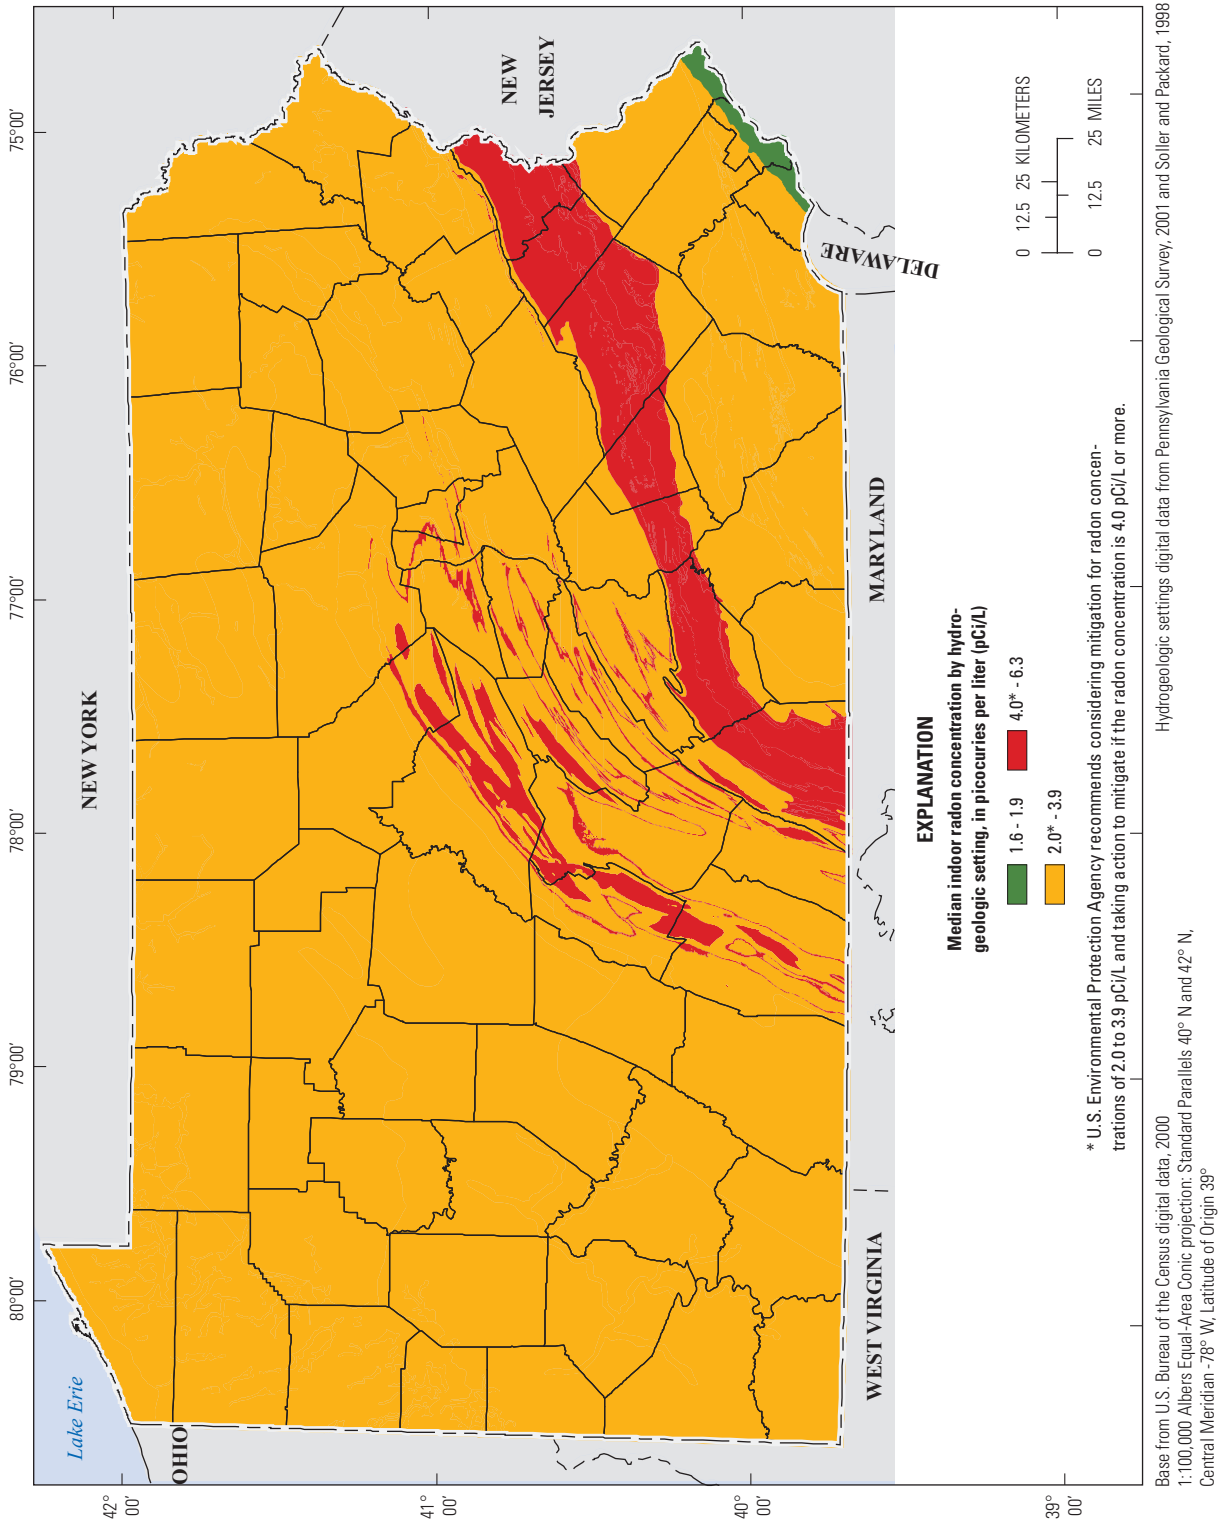 80°00′
79°00′
78°00′
77°00′
76°00′
75°00′
42°
00′
41°
00′
40°
00′
39°
00′
Lake Erie
OHIO
NEW YORK
NEW
JERSEY
WEST VIRGINIA
MARYLAND
DELAWARE
EXPLANATION
Median indoor radon concentration by hydro-
geologic setting, in picocuries per liter (pCi/L)
1.6 - 1.9
4.0* - 6.3
2.0* - 3.9
0 12.5 25 KILOMETERS
0 12.5 25 MILES
* U.S. Environmental Protection Agency recommends considering mitigation for radon concen-
trations of 2.0 to 3.9 pCi/L and taking action to mitigate if the radon concentration is 4.0 pCi/L or more.
Base from U.S. Bureau of the Census digital data, 2000
1:100,000 Albers Equal-Area Conic projection: Standard Parallels 40° N and 42° N,
Central Meridian -78° W, Latitude of Origin 39°
Hydrogeologic settings digital data from Pennsylvania Geological Survey, 2001 and Soller and Packard, 1998